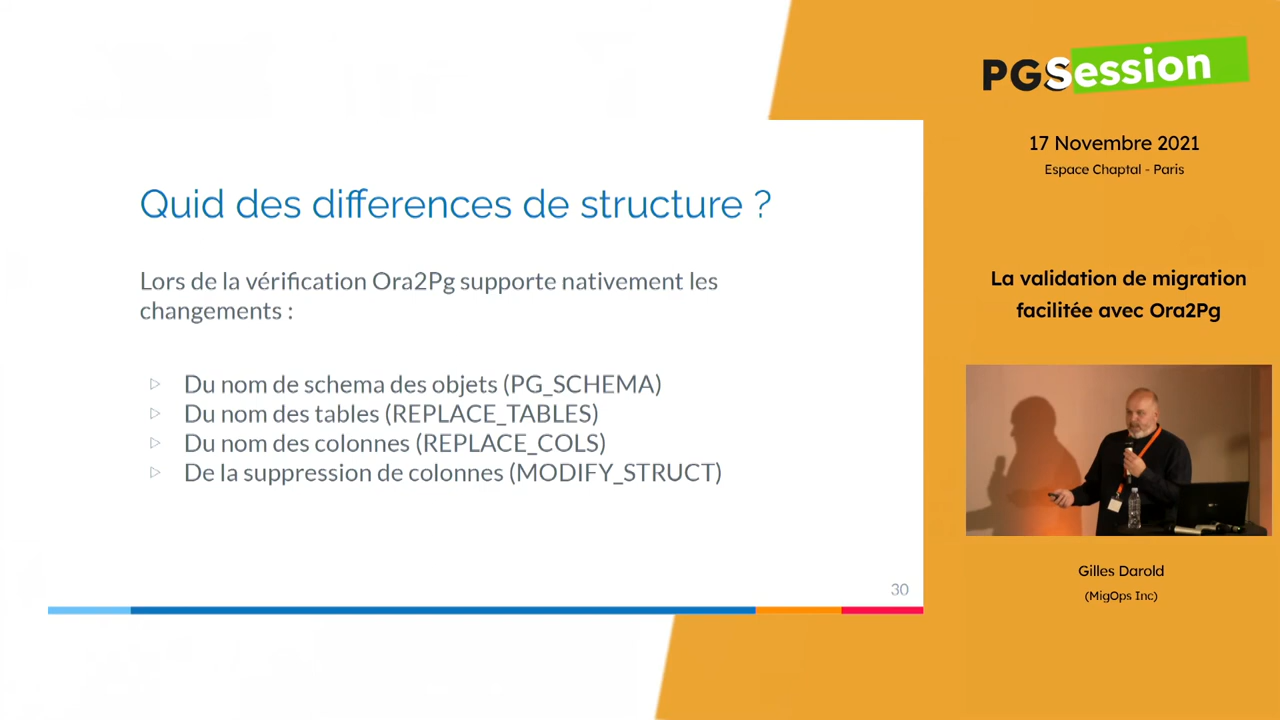 Quid des differences de structure ?
Lors de la vérification Ora2Pg supporte nativement les
changements :
Du nom de schema des objets (PG_SCHEMA)
Du nom des tables (REPLACE_TABLES)
Du nom des colonnes (REPLACE_COLS)
De la suppression de colonnes (MODIFY_STRUCT)
30
PGSession
17 Novembre 2021
Espace Chaptal - Paris
La validation de migration
facilitée avec Ora2Pg
Gilles Darold
(MigOps Inc)